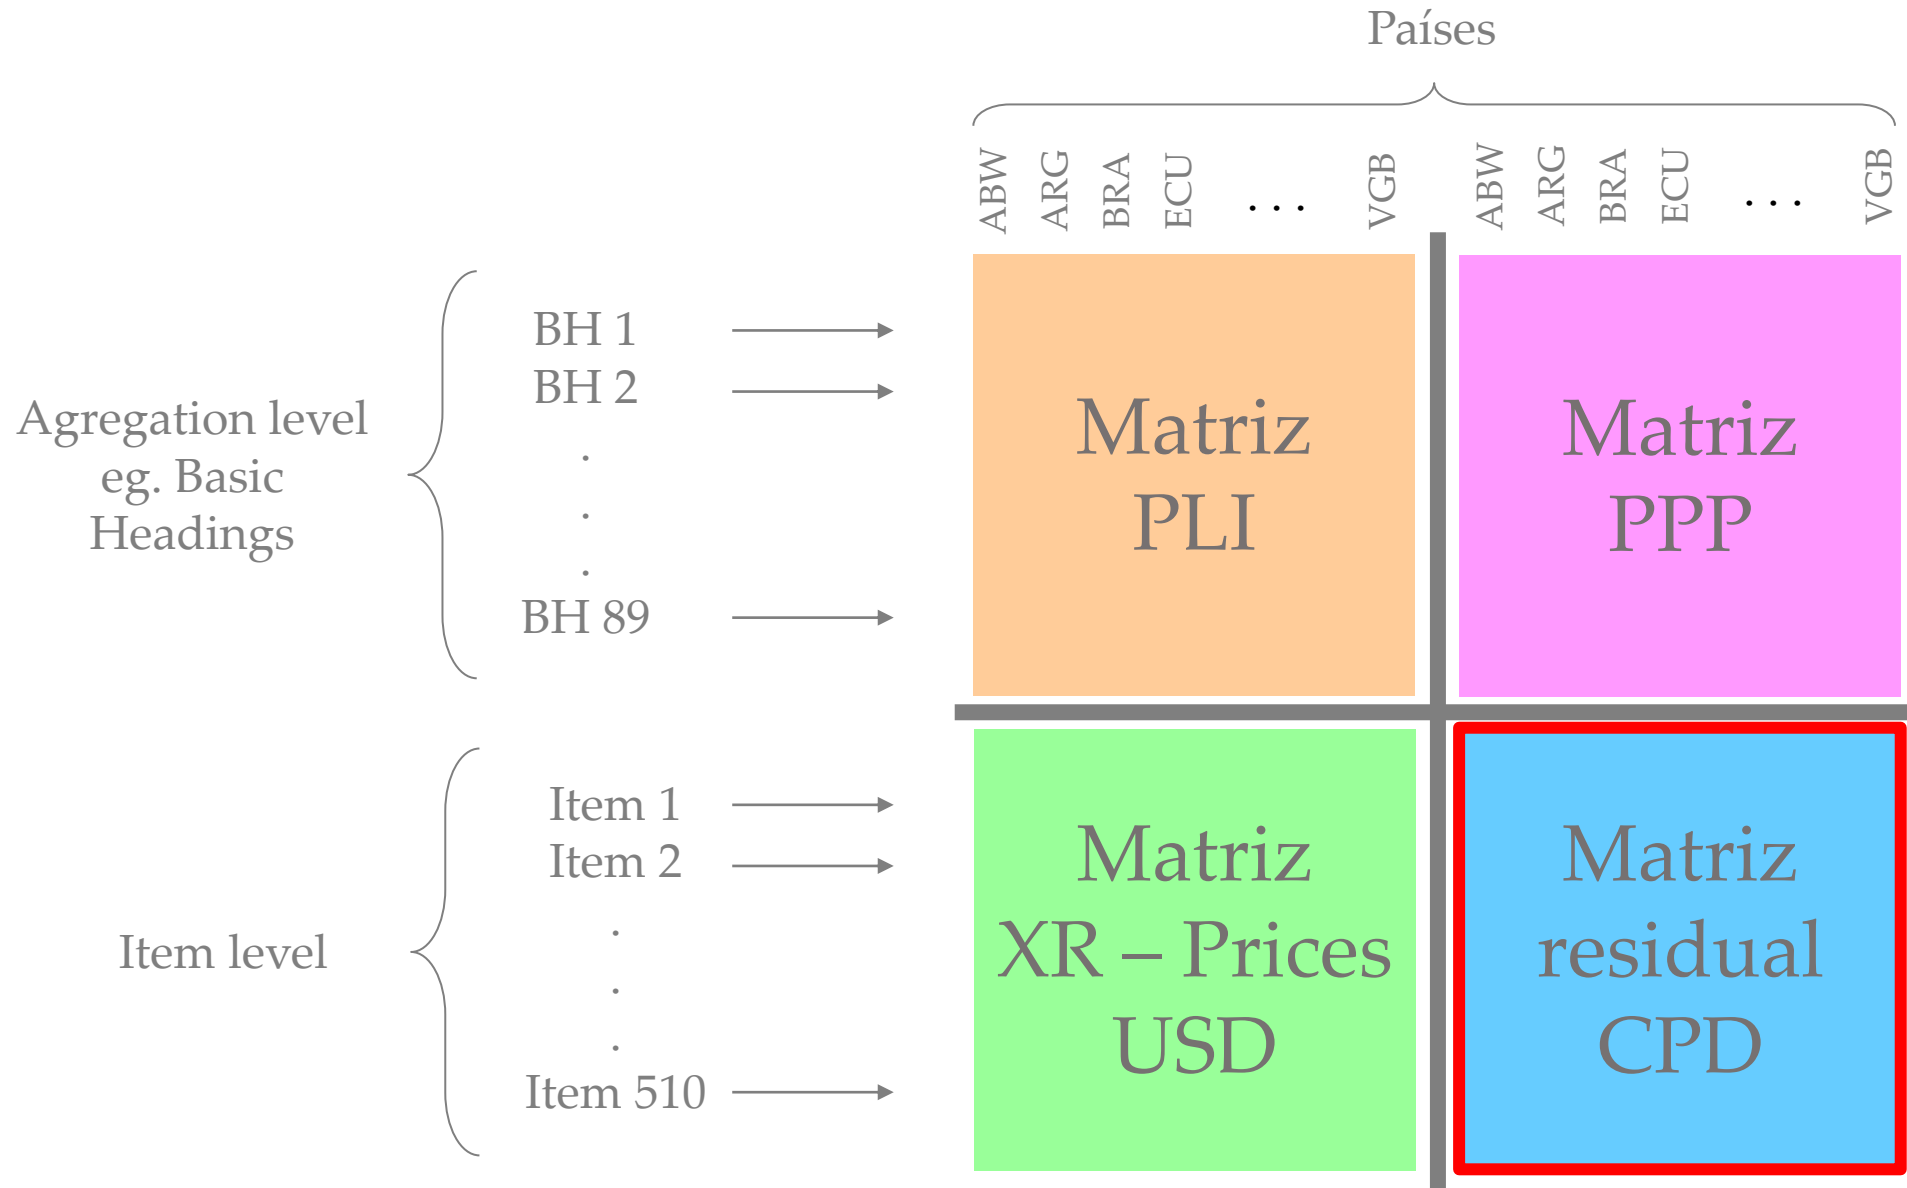 Países
ABW ARG BRA ECU . . . VGB ABW ARG BRA ECU . . . VGB
Agregation level
eg. Basic
Headings
BH 1
BH 2
.
.
.
BH 89
Matriz
PLI
Matriz
PPP
Item level
Item 1
Item 2
.
.
.
Item 510
Matriz
XR – Prices
USD
Matriz
residual
CPD